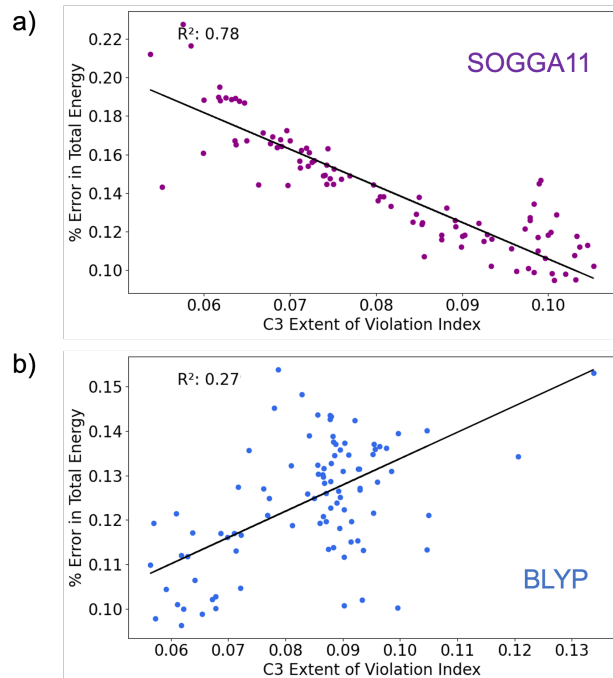 a)
R²: 0.78
SOGGA11
% Error in Total Energy
0.22
0.20
0.18
0.16
0.14
0.12
0.10
0.06 0.07 0.08 0.09 0.10
C3 Extent of Violation Index
b)
R²: 0.27
BLYP
% Error in Total Energy
0.15
0.14
0.13
0.12
0.11
0.10
0.06 0.07 0.08 0.09 0.10 0.11 0.12 0.13
C3 Extent of Violation Index